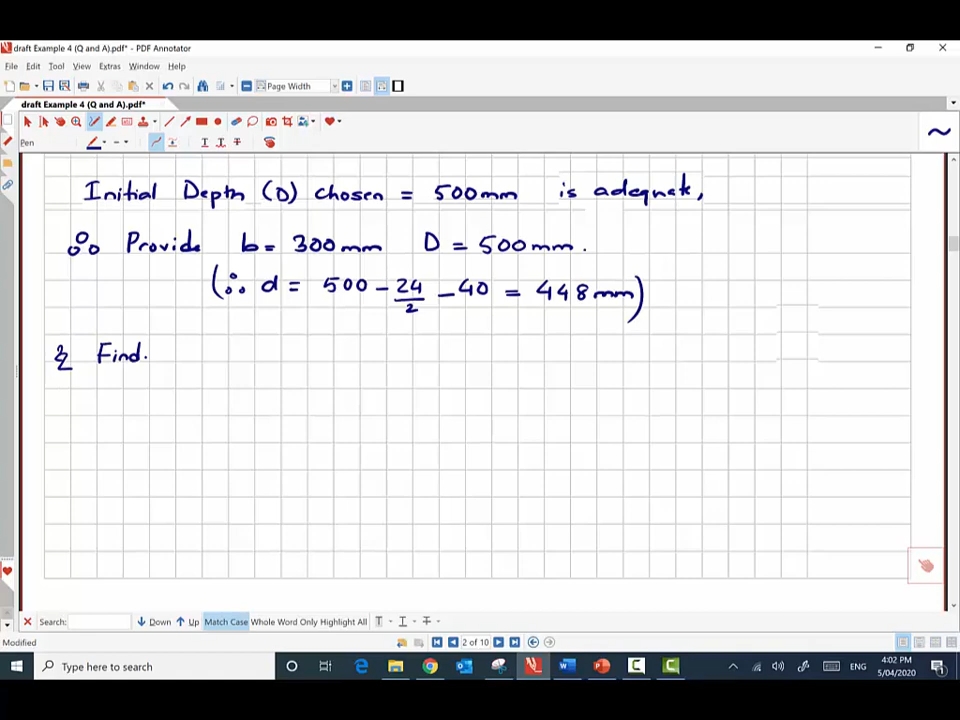 draft Example 4 (Q and A).pdf* - PDF Annotator
File Edit Tool View Extras Window Help
Page Width
draft Example 4 (Q and A).pdf*
Pen
Initial Depth (D) chosen = 500mm is adequate,
∴ Provide b = 300mm D = 500mm.
(∴ d = 500 - 24/2 - 40 = 448mm)
& Find.
Search: Down Up Match Case Whole Word Only Highlight All
Modified 2 of 10
Type here to search ENG 4:02 PM
5/04/2020